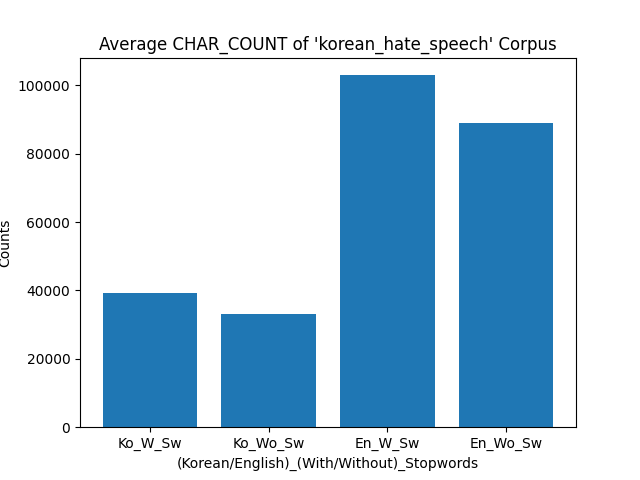 Average CHAR_COUNT of 'korean_hate_speech' Corpus
100000
80000
60000
40000
20000
0
Counts
Ko_W_Sw Ko_Wo_Sw En_W_Sw En_Wo_Sw
(Korean/English)_(With/Without)_Stopwords